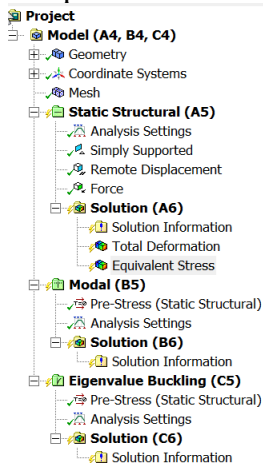 Project
Model (A4, B4, C4)
Geometry
Coordinate Systems
Mesh
Static Structural (A5)
Analysis Settings
Simply Supported
Remote Displacement
Force
Solution (A6)
Solution Information
Total Deformation
Equivalent Stress
Modal (B5)
Pre-Stress (Static Structural)
Analysis Settings
Solution (B6)
Solution Information
Eigenvalue Buckling (C5)
Pre-Stress (Static Structural)
Analysis Settings
Solution (C6)
Solution Information